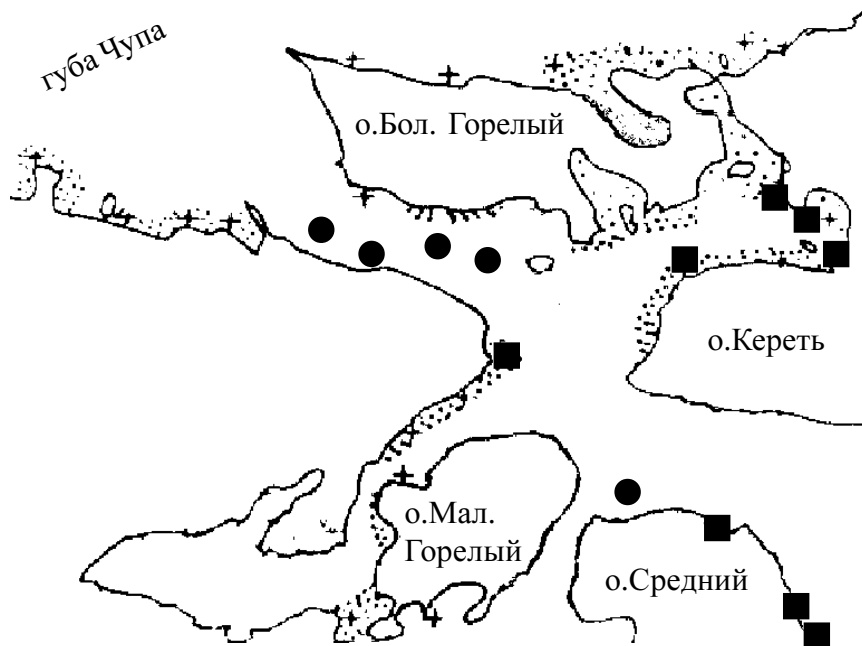 губа Чупа
о.Бол. Горелый
о.Кереть
о.Мал.
Горелый
о.Средний